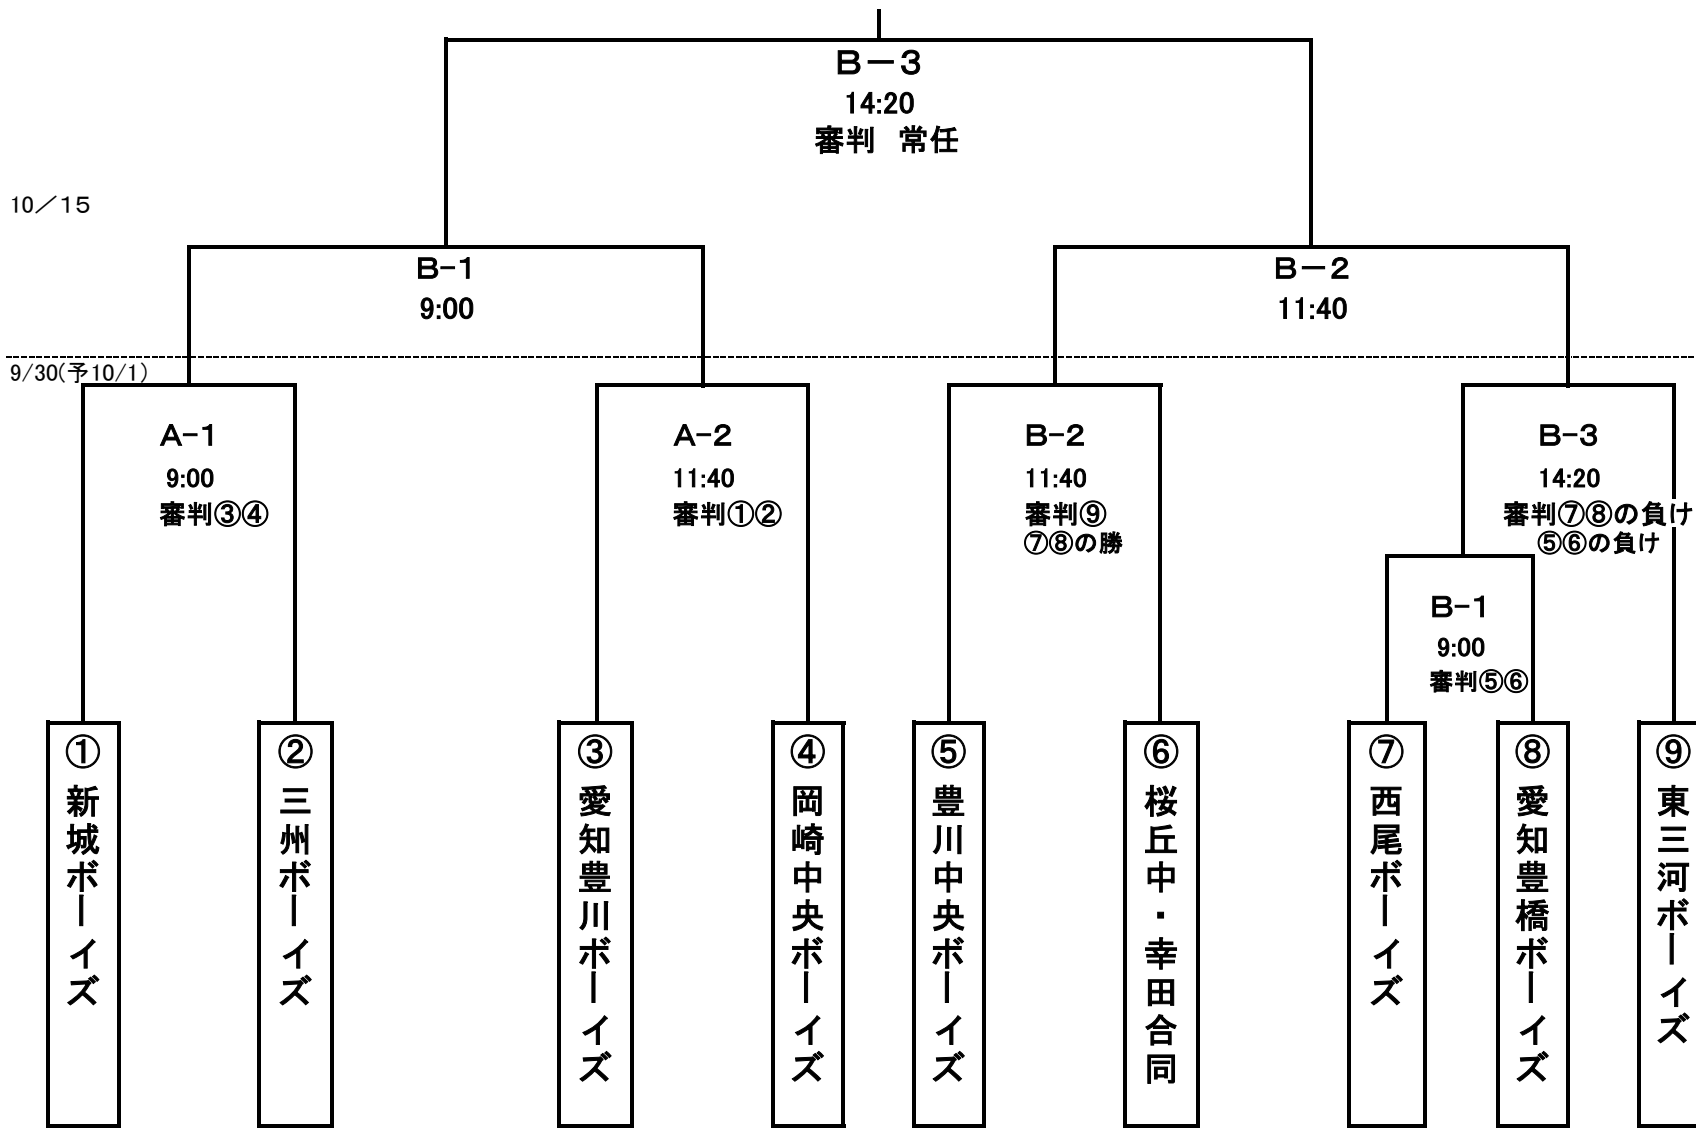 B－3
14:20
審判　常任
10／15
B-1
9:00
B－2
11:40
9/30(予10/1)
A-1
9:00
審判③④
A-2
11:40
審判①②
B-2
11:40
審判⑨
⑦⑧の勝
B-3
14:20
審判⑦⑧の負け
⑤⑥の負け
B-1
9:00
審判⑤⑥
①新城ボーイズ
②三州ボーイズ
③愛知豊川ボーイズ
④岡崎中央ボーイズ
⑤豊川中央ボーイズ
⑥桜丘中・幸田合同
⑦西尾ボーイズ
⑧愛知豊橋ボーイズ
⑨東三河ボーイズ